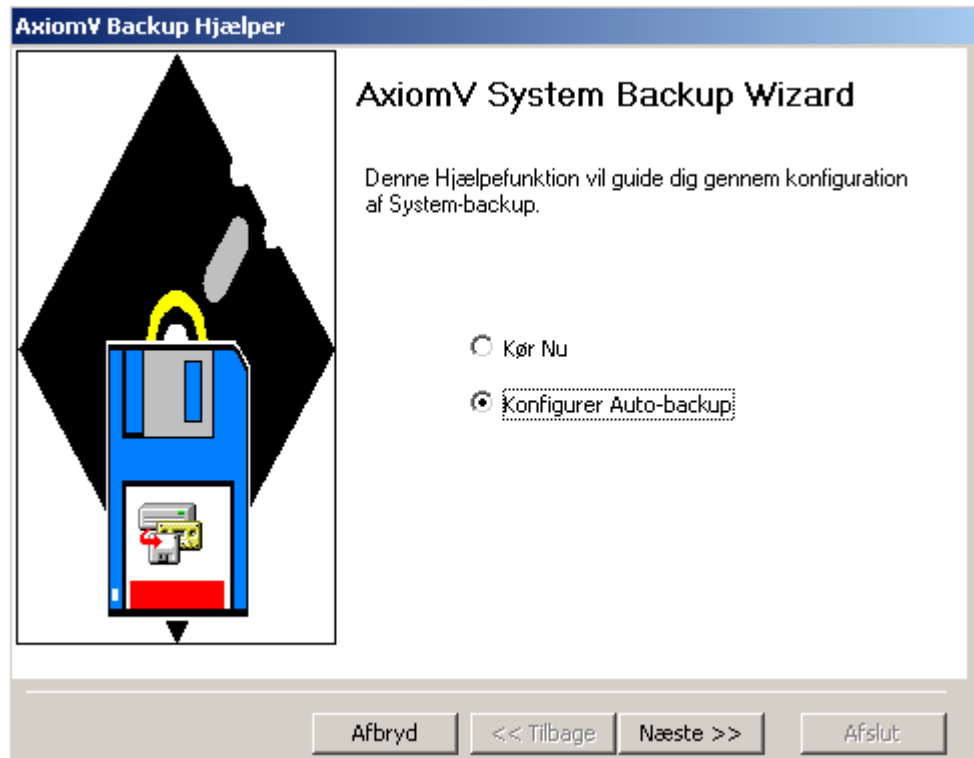 AxiomV Backup Hjælper
AxiomV System Backup Wizard
Denne Hjælpefunktion vil guide dig gennem konfiguration
af System-backup.
Kør Nu
Konfigurer Auto-backup
Afbryd
<< Tilbage
Næste >>
Afslut